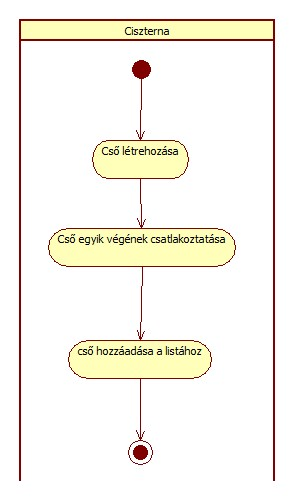 Ciszterna
Cső létrehozása
Cső egyik végének csatlakoztatása
cső hozzáadása a listához